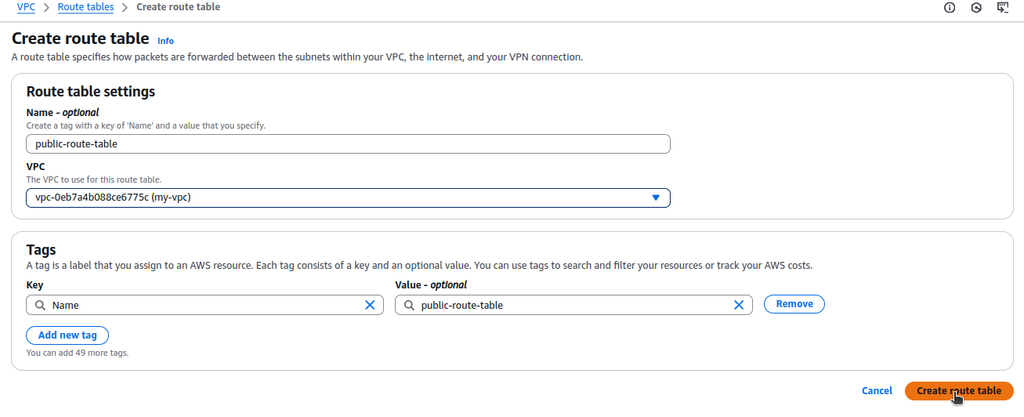 VPC > Route tables > Create route table
Create route table Info
A route table specifies how packets are forwarded between the subnets within your VPC, the internet, and your VPN connection.
Route table settings
Name - optional
Create a tag with a key of 'Name' and a value that you specify.
public-route-table
VPC
The VPC to use for this route table.
vpc-0eb7a4b088ce6775c (my-vpc)
Tags
A tag is a label that you assign to an AWS resource. Each tag consists of a key and an optional value. You can use tags to search and filter your resources or track your AWS costs.
Key Value - optional
Name public-route-table Remove
Add new tag
You can add 49 more tags.
Cancel Create route table